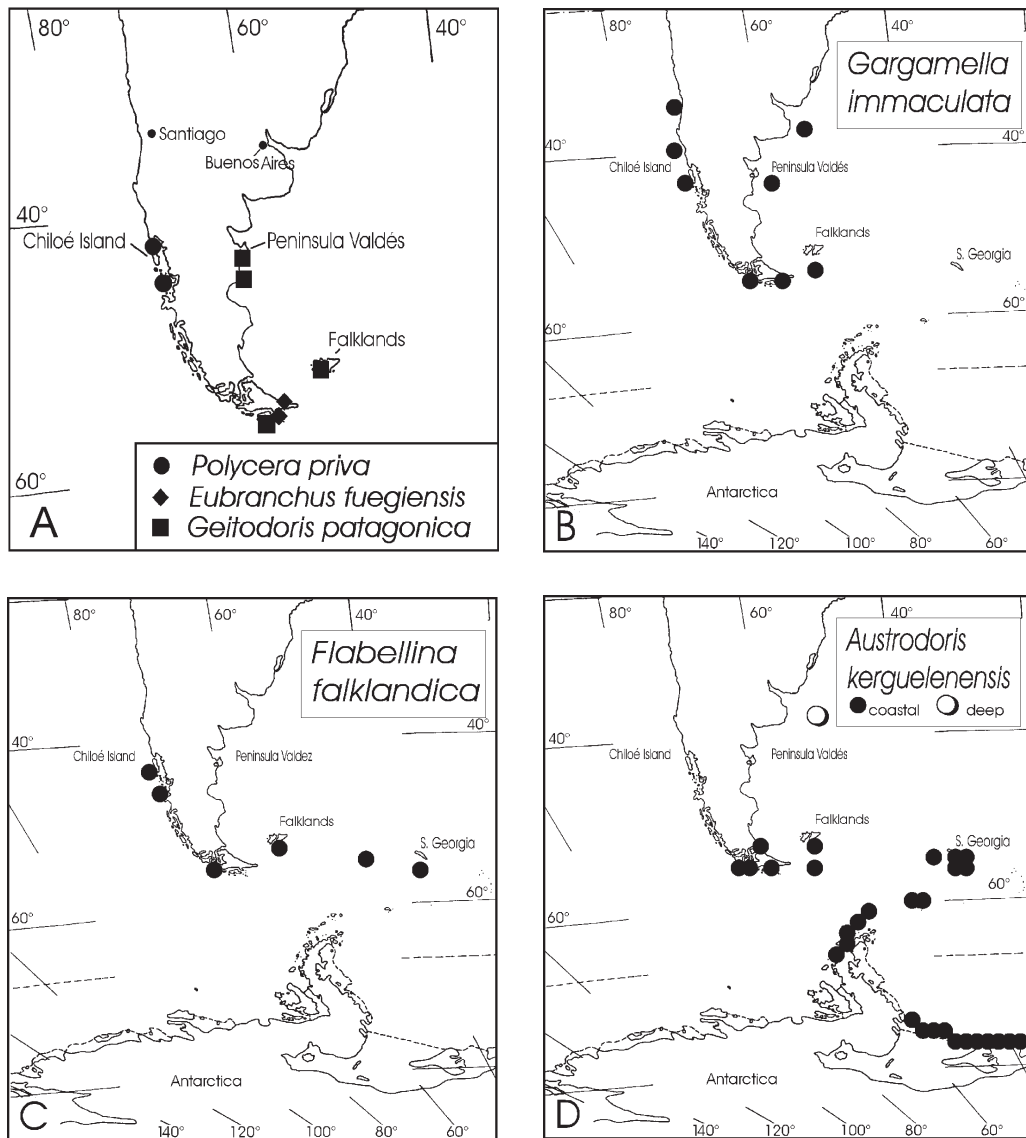 80°
60°
40°
Santiago
Buenos Aires
40°
Chiloé Island
Peninsula Valdés
Falklands
60°
Polycera priva
Eubranchus fuegiensis
Geitodoris patagonica
A
80°
60°
Gargamella
immaculata
40°
40°
Chiloé Island
Peninsula Valdés
Falklands
S. Georgia
60°
60°
Antarctica
B
140°
120°
100°
80°
60°
80°
60°
40°
Flabellina
falklandica
40°
40°
Chiloé Island
Peninsula Valdez
Falklands
S. Georgia
60°
60°
Antarctica
C
140°
120°
100°
80°
60°
80°
60°
40°
Austrodoris
kerguelenensis
coastal
deep
40°
40°
Chiloé Island
Peninsula Valdés
Falklands
S. Georgia
60°
60°
Antarctica
D
140°
120°
100°
80°
60°